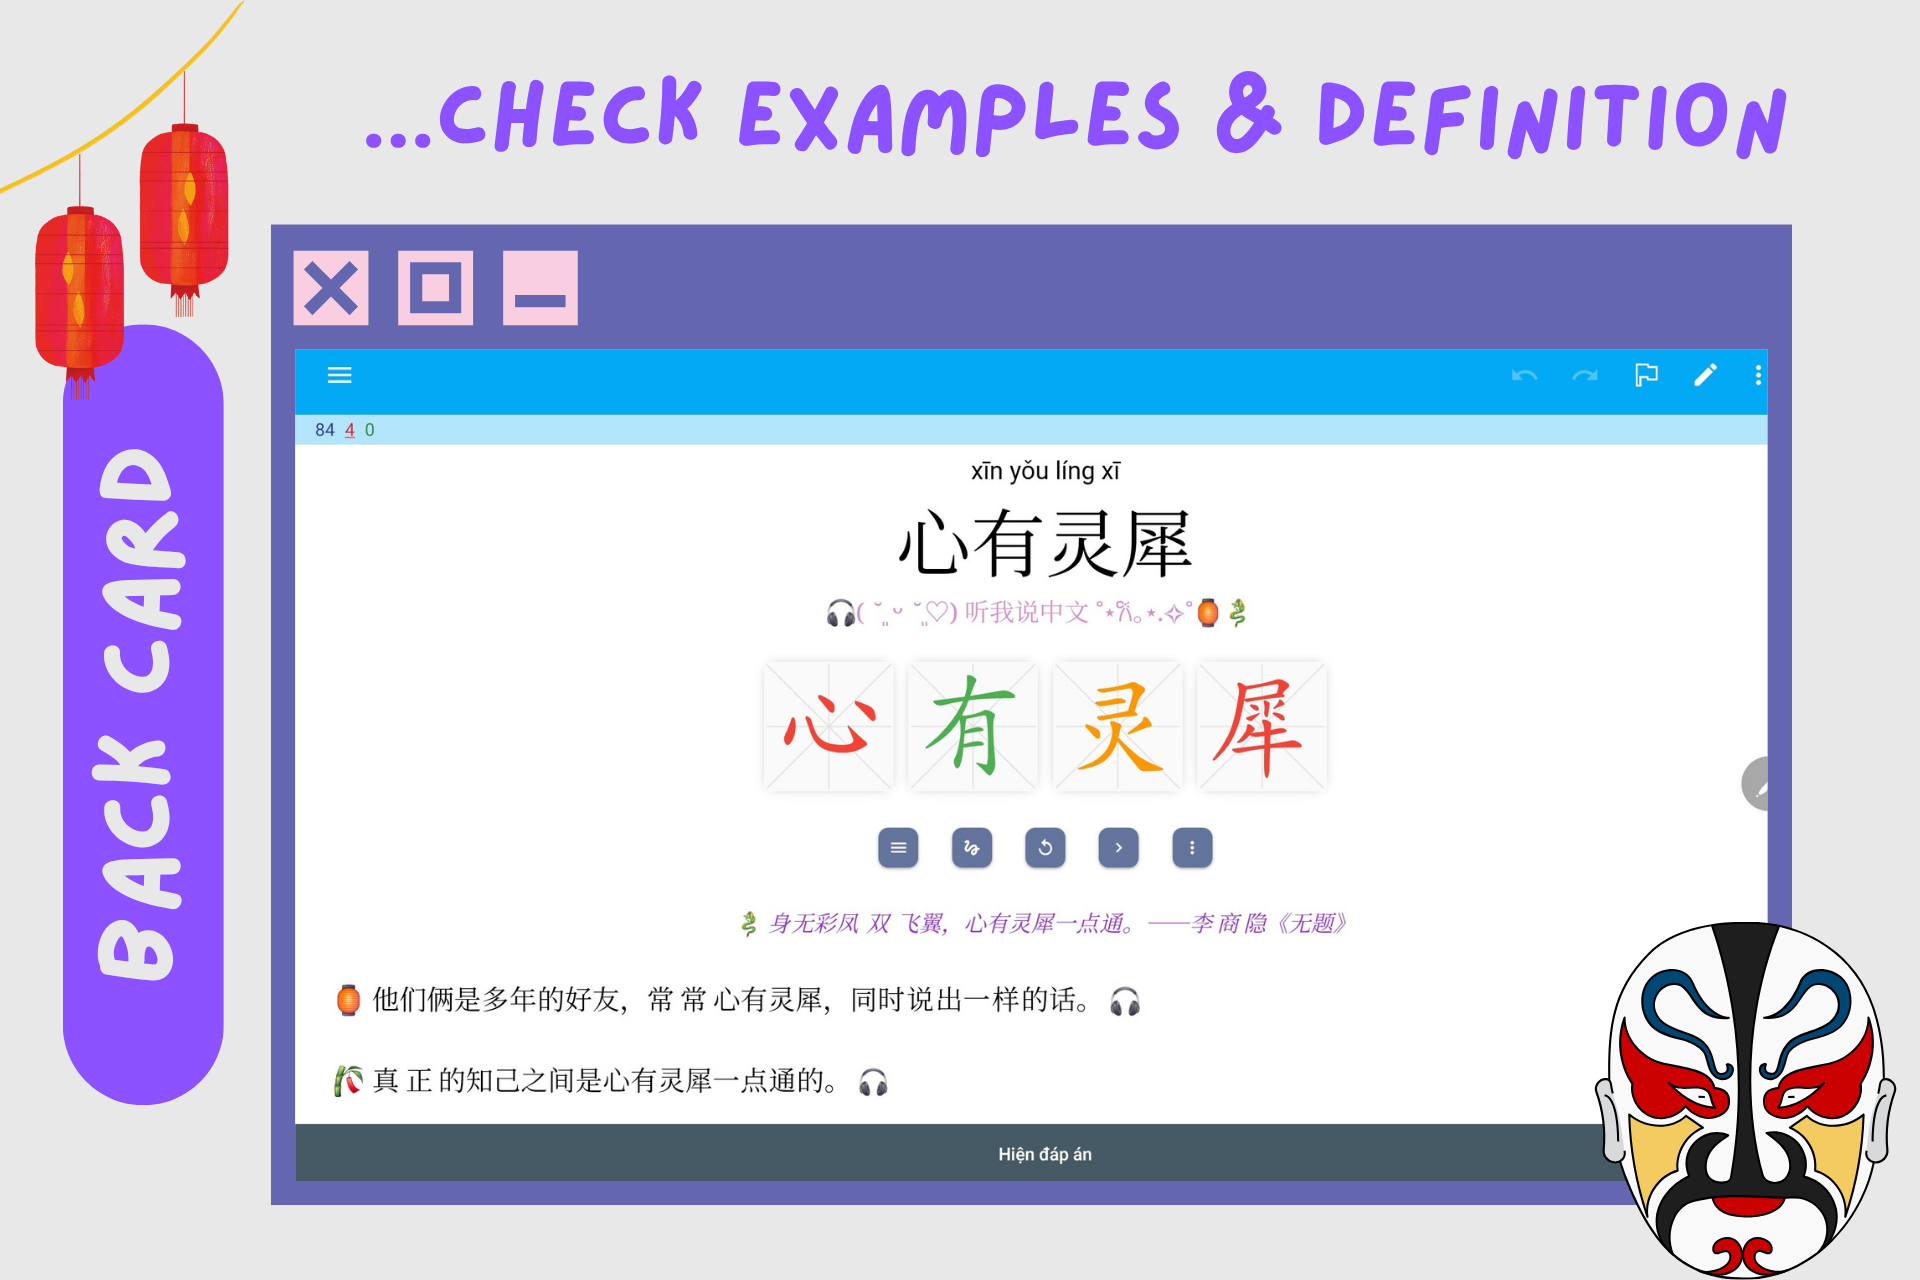 ...CHECK EXAMPLES & DEFINITION
BACK CARD
84 4 0
xīn yǒu líng xī
心有灵犀
听我说中文
心 有 灵 犀
身无彩凤 双 飞翼，心有灵犀一点通。——李 商 隐《无题》
他们俩是多年的好友，常 常 心有灵犀，同时说出一样的话。
真 正 的知己之间是心有灵犀一点通的。
Hiện đáp án